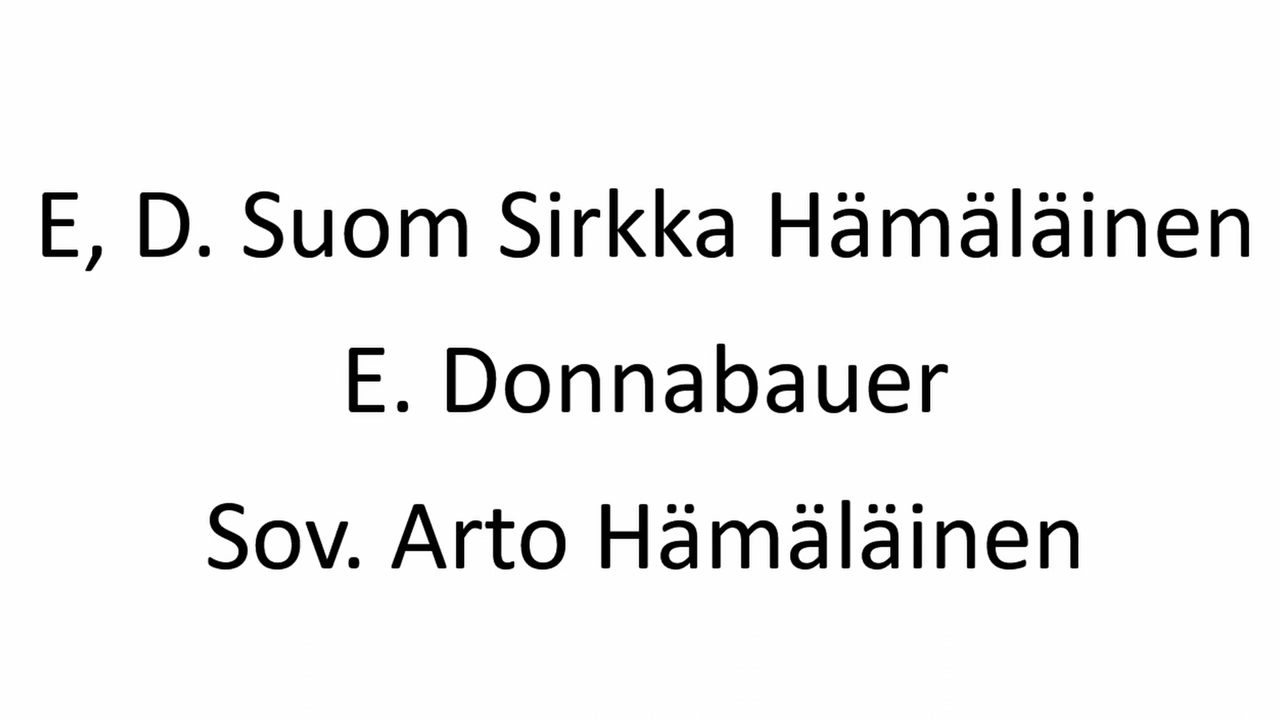 E, D. Suom Sirkka Hämäläinen
E. Donnabauer
Sov. Arto Hämäläinen